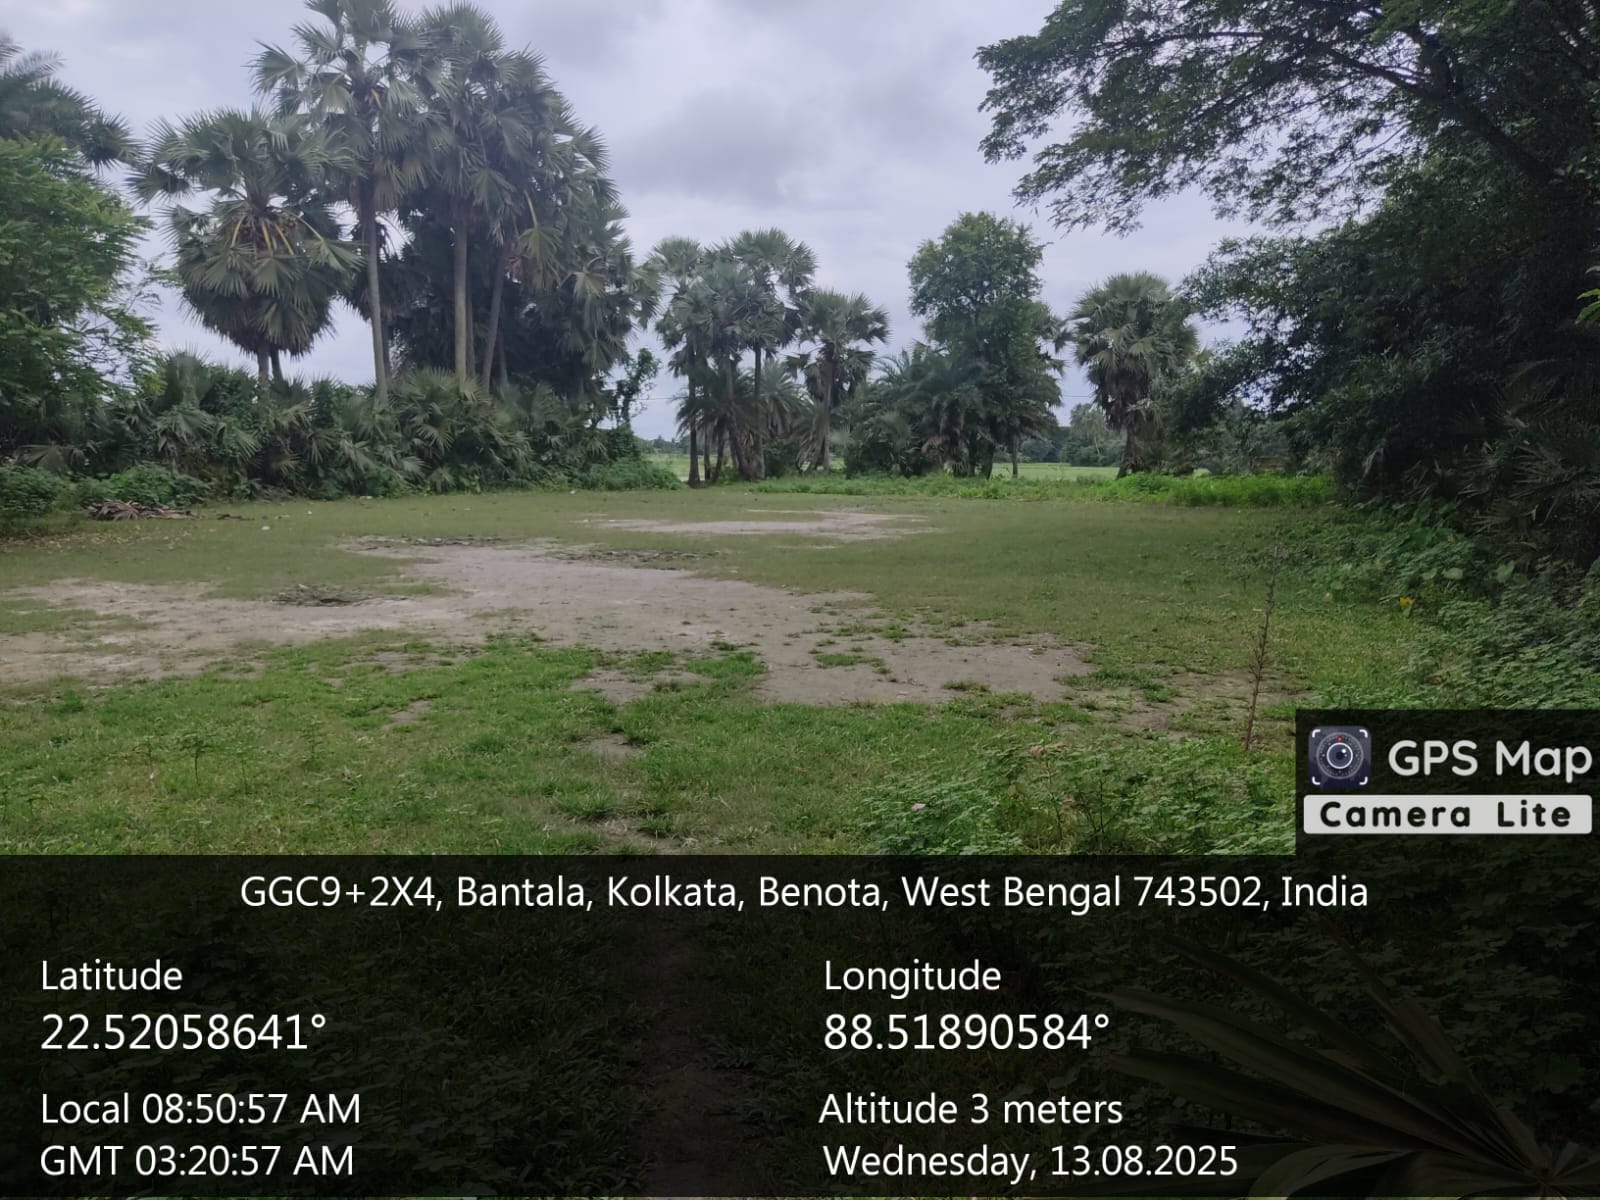 GPS Map
Camera Lite
GGC9+2X4, Bantala, Kolkata, Benota, West Bengal 743502, India
Latitude
22.52058641°
Longitude
88.51890584°
Local 08:50:57 AM
GMT 03:20:57 AM
Altitude 3 meters
Wednesday, 13.08.2025